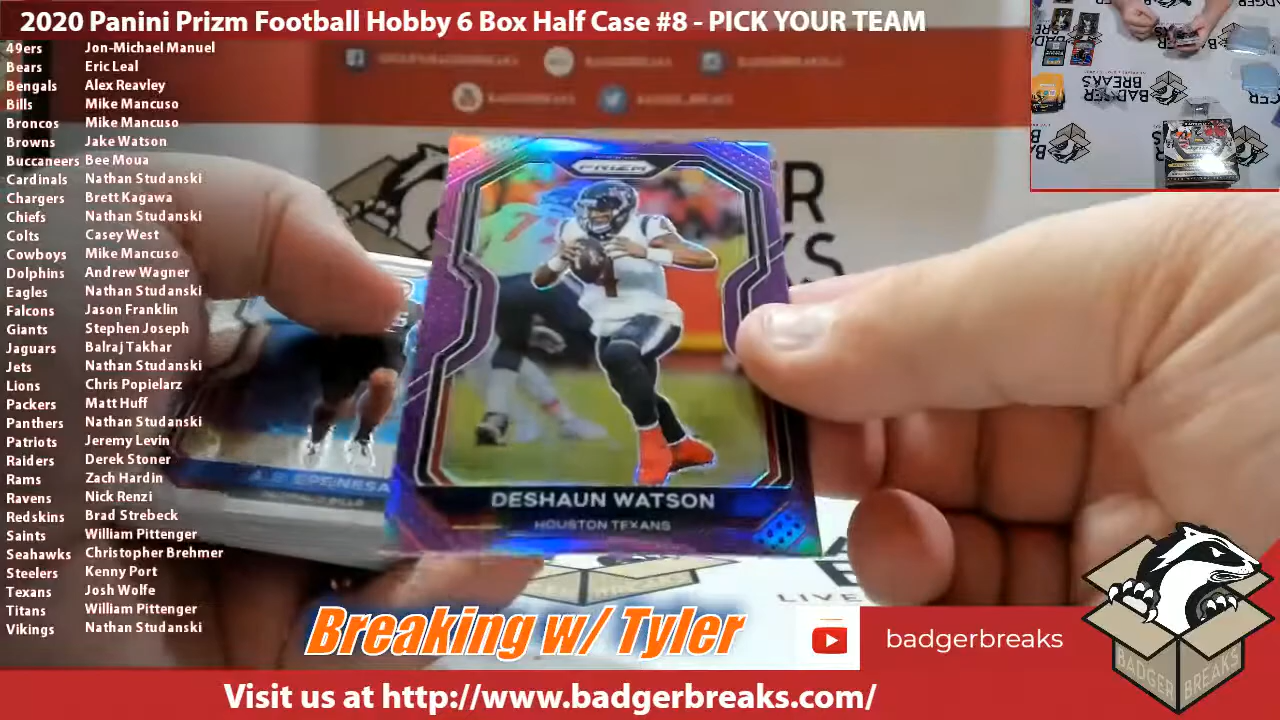 2020 Panini Prizm Football Hobby 6 Box Half Case #8 - PICK YOUR TEAM
49ers Jon-Michael Manuel
Bears Eric Leal
Bengals Alex Reavley
Bills Mike Mancuso
Broncos Mike Mancuso
Browns Jake Watson
Buccaneers Bee Moua
Cardinals Nathan Studanski
Chargers Brett Kagawa
Chiefs Nathan Studanski
Colts Casey West
Cowboys Mike Mancuso
Dolphins Andrew Wagner
Eagles Nathan Studanski
Falcons Jason Franklin
Giants Stephen Joseph
Jaguars Balraj Takhar
Jets Nathan Studanski
Lions Chris Popielarz
Packers Matt Huff
Panthers Nathan Studanski
Patriots Jeremy Levin
Raiders Derek Stoner
Rams Zach Hardin
Ravens Nick Renzi
Redskins Brad Strebeck
Saints William Pittenger
Seahawks Christopher Brehmer
Steelers Kenny Port
Texans Josh Wolfe
Titans William Pittenger
Vikings Nathan Studanski
BADGER
BREAKS
PRIZM
4
DESHAUN WATSON
HOUSTON TEXANS
A.J. EPENESA
Breaking w/ Tyler
badgerbreaks
BADGER BREAKS
Visit us at http://www.badgerbreaks.com/